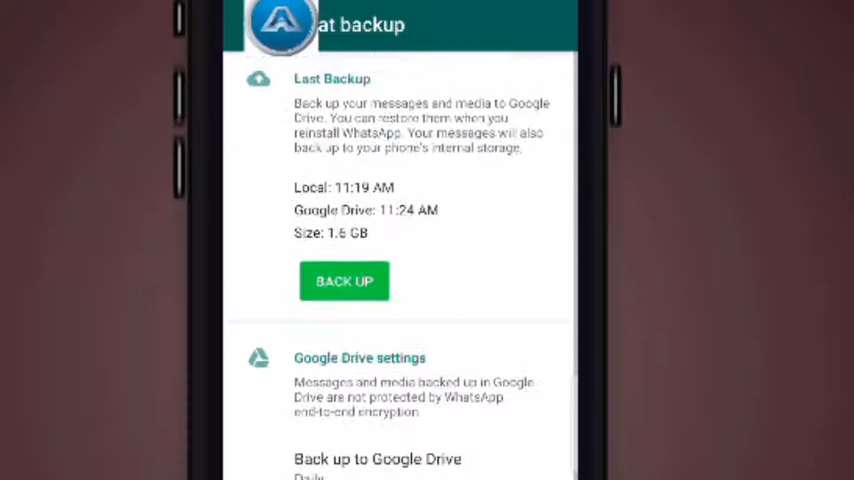 at backup
Last Backup
Back up your messages and media to Google
Drive. You can restore them when you
reinstall WhatsApp. Your messages will also
back up to your phone's internal storage.
Local: 11:19 AM
Google Drive: 11:24 AM
Size: 1.6 GB
BACK UP
Google Drive settings
Messages and media backed up in Google
Drive are not protected by WhatsApp
end-to-end encryption.
Back up to Google Drive
Daily